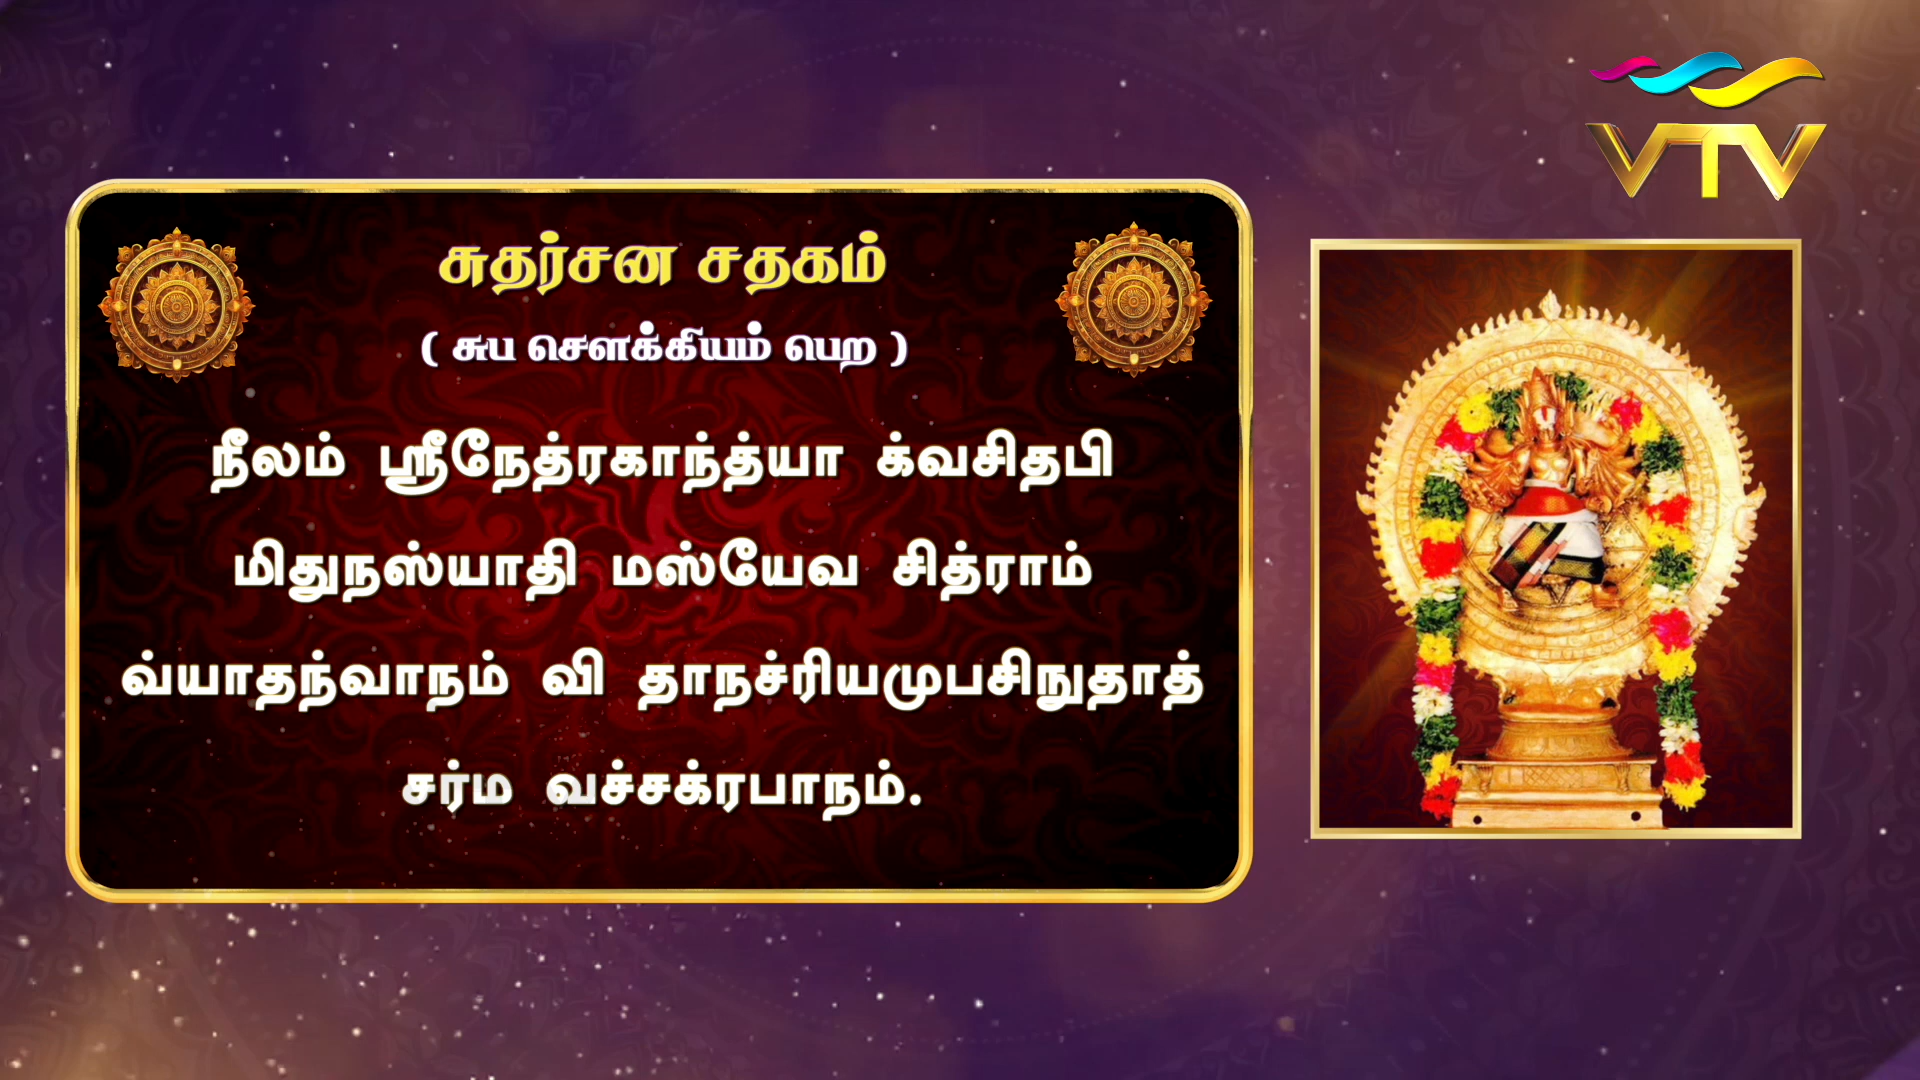 VTV
சுதர்சன சதகம்
( சுப சௌக்கியம் பெற )
நீலம் ஸ்ரீநேத்ரகாந்த்யா க்வசிதபி
மிதுநஸ்யாதி மஸ்யேவ சித்ராம்
வ்யாதந்வாநம் வி தாநச்ரியமுபசிநுதாத்
சர்ம வச்சக்ரபாநம்.